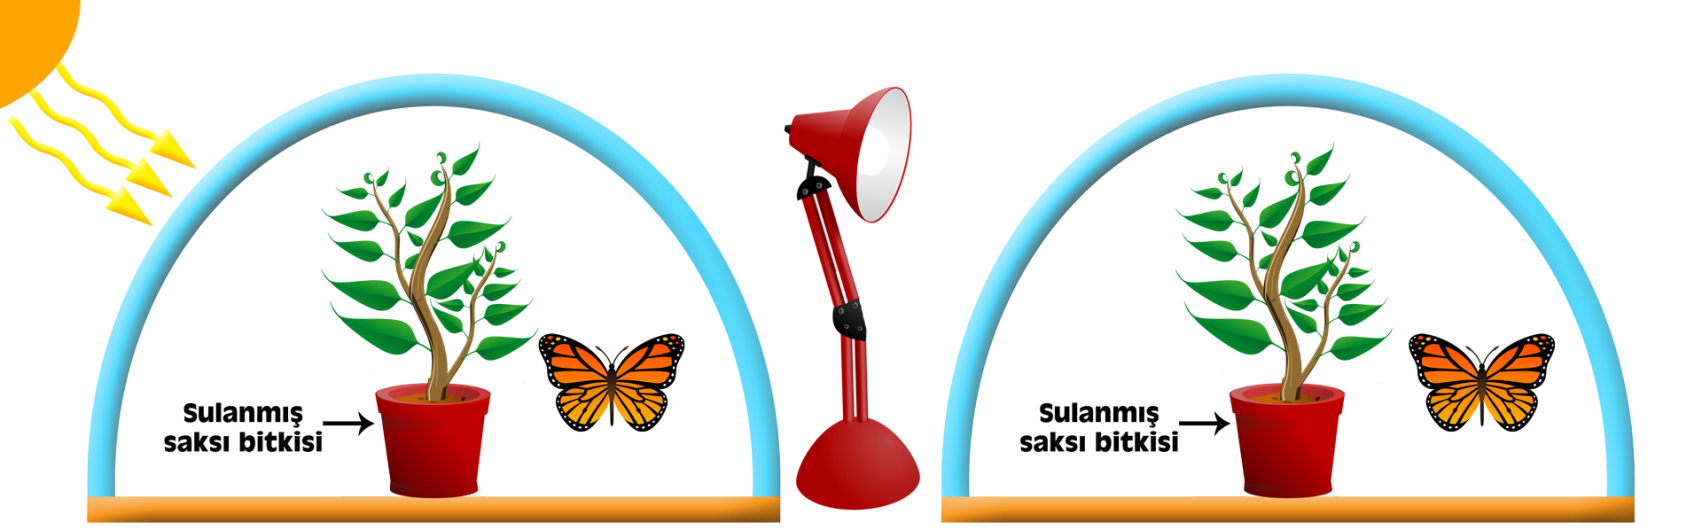 Sulanmış
saksı bitkisi
Sulanmış
saksı bitkisi